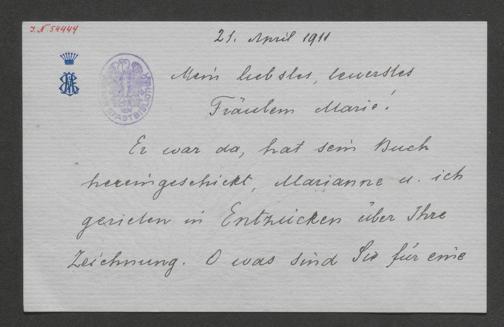 J.N 54444
21. April 1911
Mein liebstes, teuerstes
Fräulein Marie!
Er war da, hat sein Buch
hereingeschickt, Marianne u. ich
gerieten in Entzücken über Ihre
Zeichnung. O was sind Sie für eine